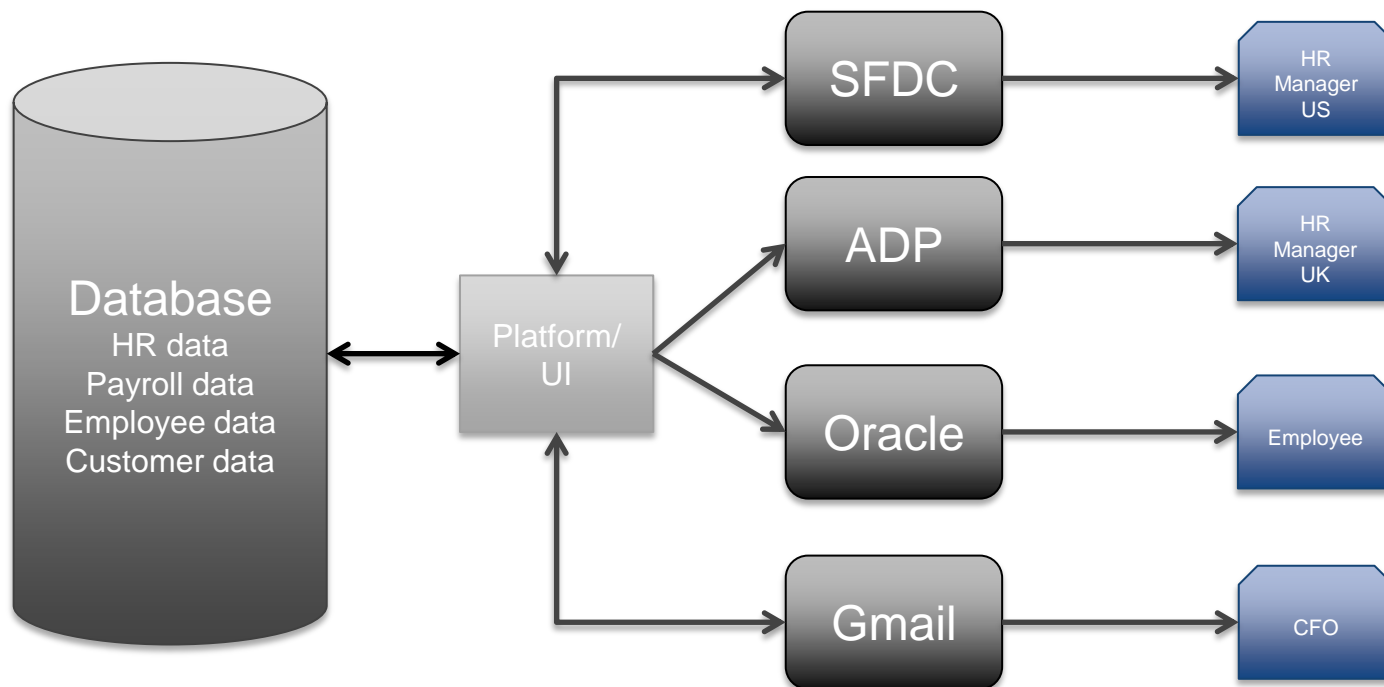 Database
HR data
Payroll data
Employee data
Customer data
Platform/
UI
SFDC
ADP
Oracle
Gmail
HR
Manager
US
HR
Manager
UK
Employee
CFO